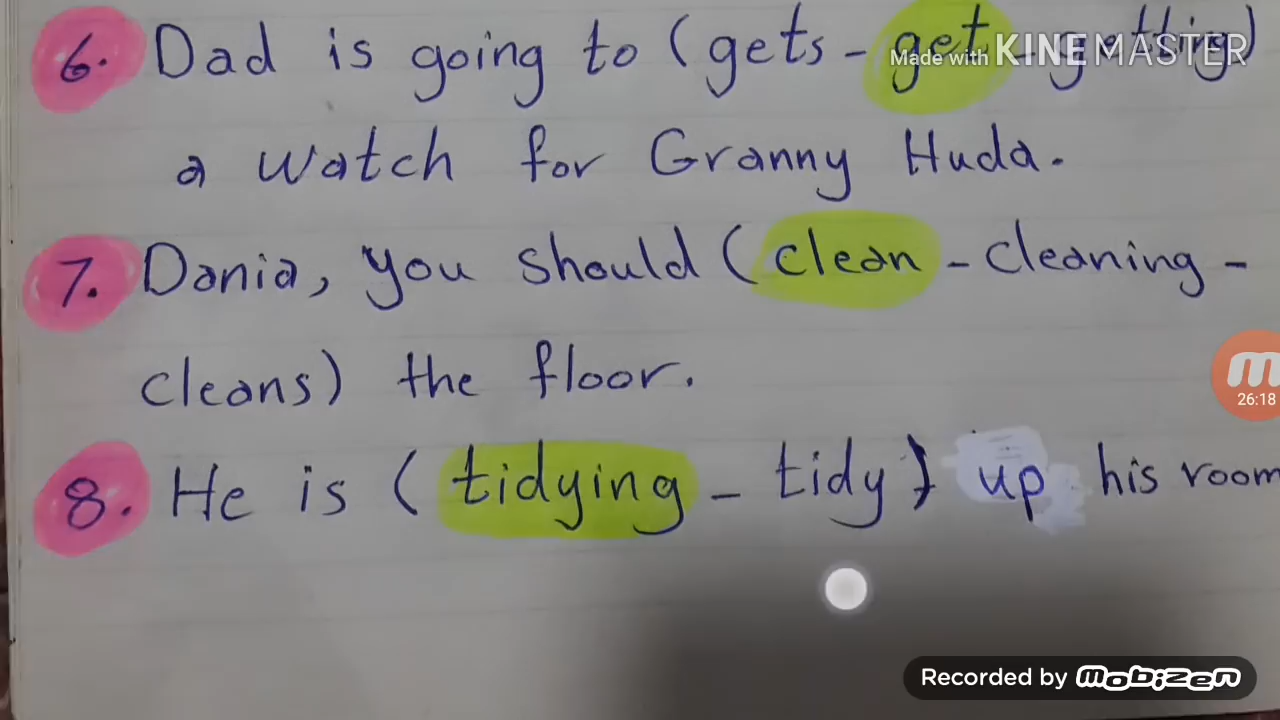 6. Dad is going to (gets - get - getting)
Made with KINEMASTER
a watch for Granny Huda.
7. Dania, you should (clean - cleaning -
cleans) the floor.
26:18
8. He is (tidying - tidy) up his room
Recorded by mobizen